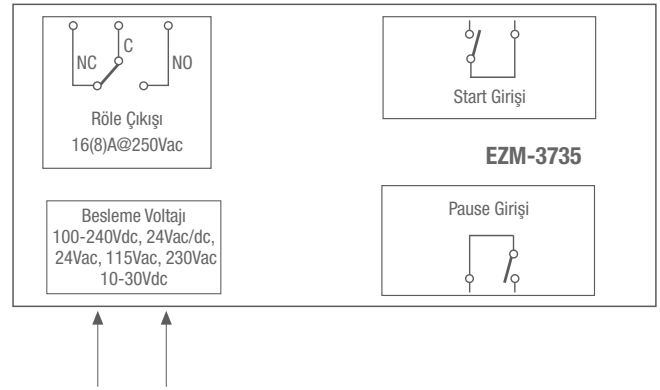 NC
C
NO
Röle Çıkışı
16(8)A@250Vac
Start Girişi
EZM-3735
Besleme Voltajı
100-240Vdc, 24Vac/dc,
24Vac, 115Vac, 230Vac
10-30Vdc
Pause Girişi